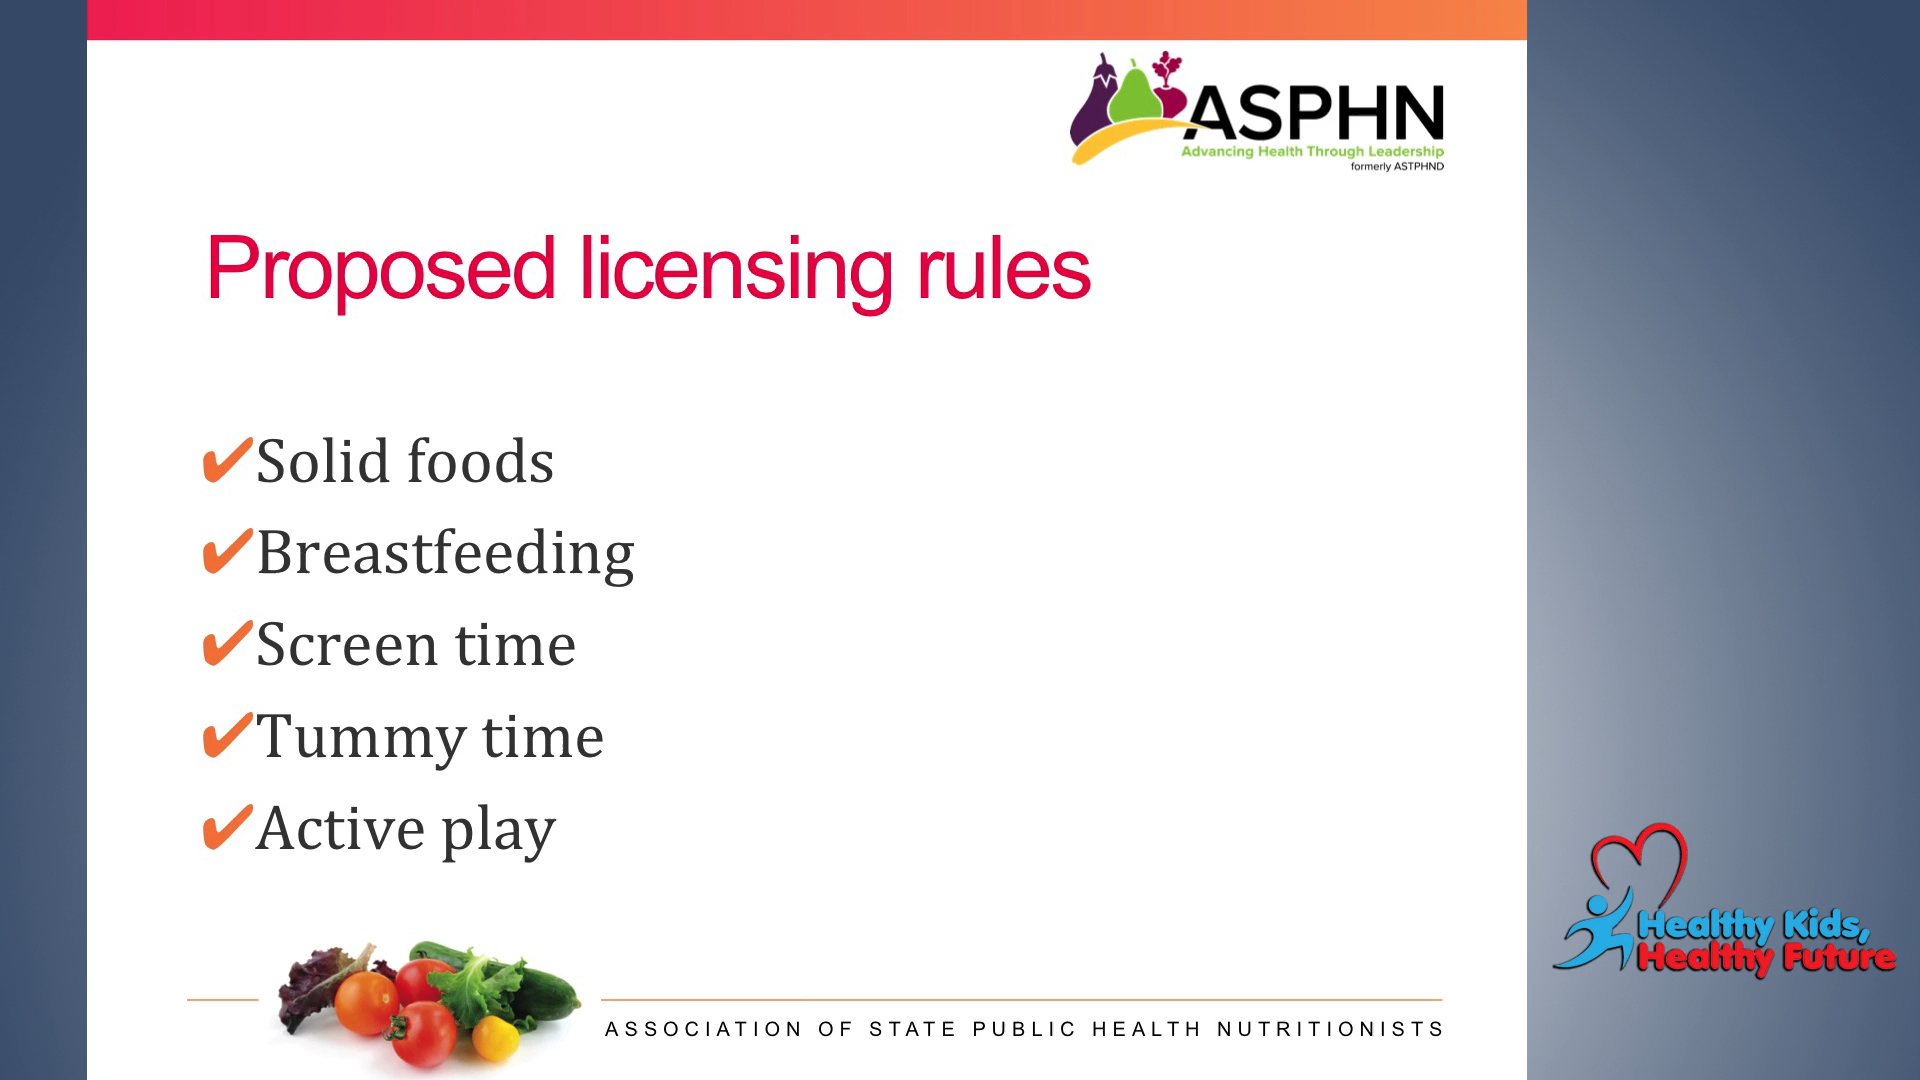 ASPHN
Advancing Health Through Leadership
formerly ASTPHND
Proposed licensing rules
✔Solid foods
✔Breastfeeding
✔Screen time
✔Tummy time
✔Active play
Healthy Kids,
Healthy Future
ASSOCIATION OF STATE PUBLIC HEALTH NUTRITIONISTS